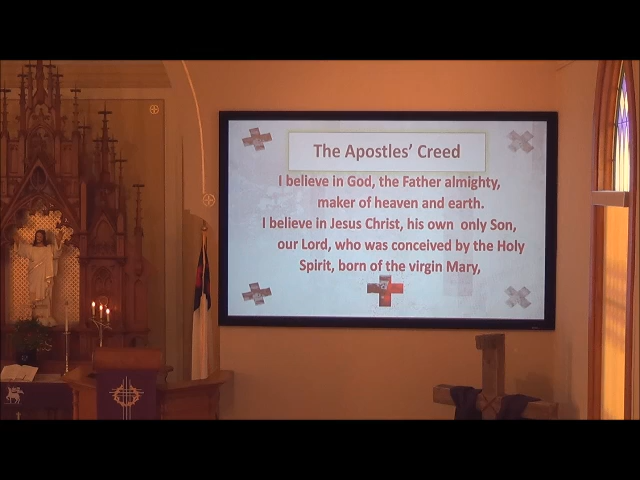 The Apostles' Creed
I believe in God, the Father almighty,
maker of heaven and earth.
I believe in Jesus Christ, his own only Son,
our Lord, who was conceived by the Holy
Spirit, born of the virgin Mary,